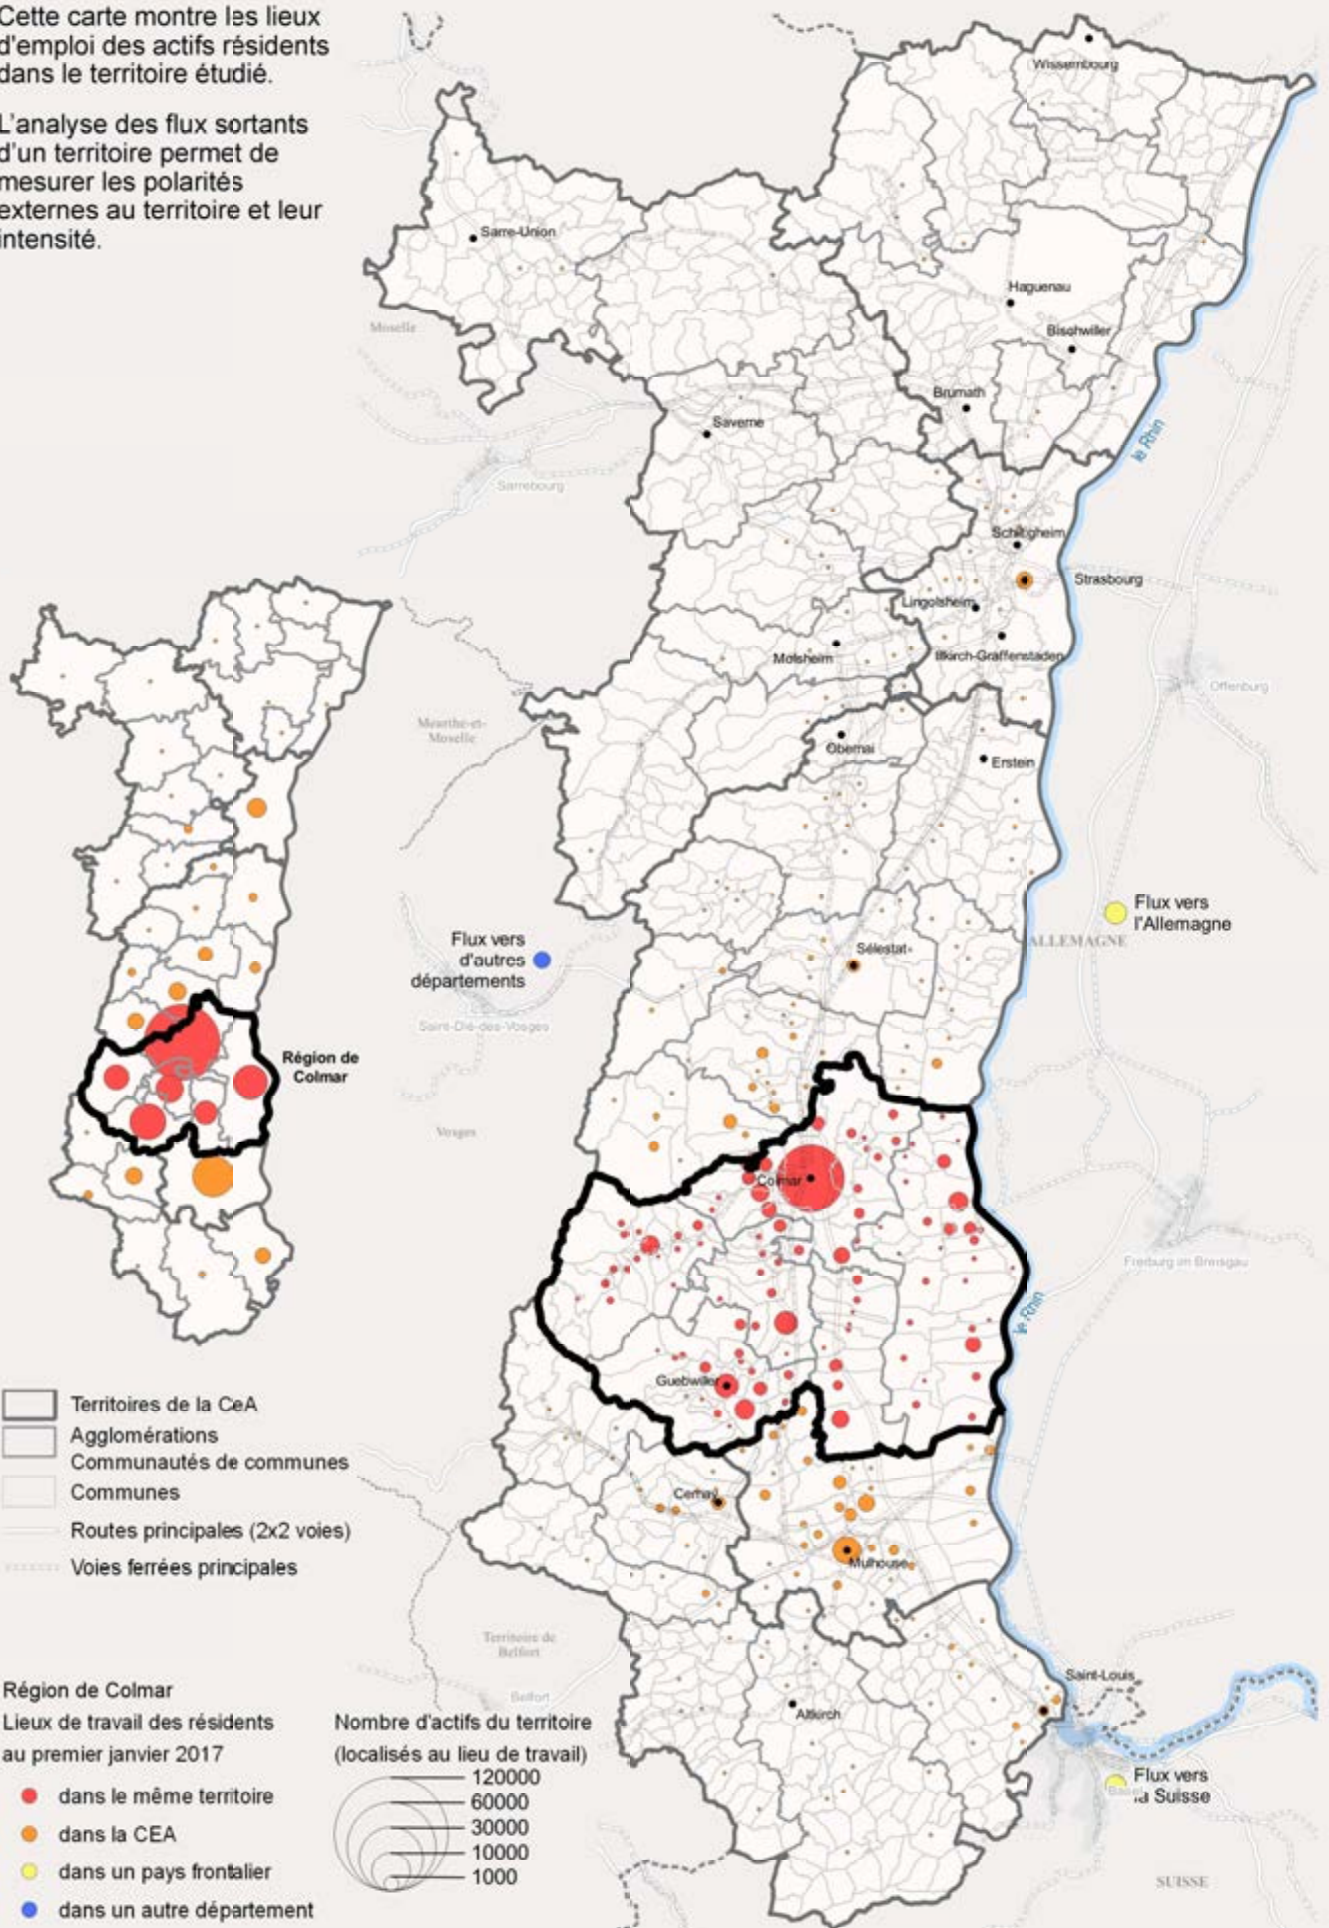 Cette carte montre les lieux
d'emploi des actifs résidents
dans le territoire étudié.
L'analyse des flux sortants
d'un territoire permet de
mesurer les polarités
externes au territoire et leur
intensité.
Wissembourg
Sarre-Union
Haguenau
Moselle
Bischwiller
Brumath
Saverne
le Rhin
Sarrebourg
Schiltigheim
Strasbourg
Lingolsheim
Molsheim
Illkirch-Graffenstaden
Offenburg
Meurthe-et-
Moselle
Obernai
Erstein
Flux vers
l'Allemagne
ALLEMAGNE
Flux vers
d'autres
départements
Sélestat
Saint-Dié-des-Vosges
Région de
Colmar
Vosges
Colmar
Freiburg im Breisgau
le Rhin
Guebwiller
Territoires de la CeA
Agglomérations
Communautés de communes
Communes
Routes principales (2x2 voies)
Voies ferrées principales
Cernay
Mulhouse
Territoire de
Belfort
Belfort
Saint-Louis
Altkirch
Flux vers
la Suisse
Basel
SUISSE
Région de Colmar
Lieux de travail des résidents
au premier janvier 2017
dans le même territoire
dans la CEA
dans un pays frontalier
dans un autre département
Nombre d'actifs du territoire
(localisés au lieu de travail)
120000
60000
30000
10000
1000